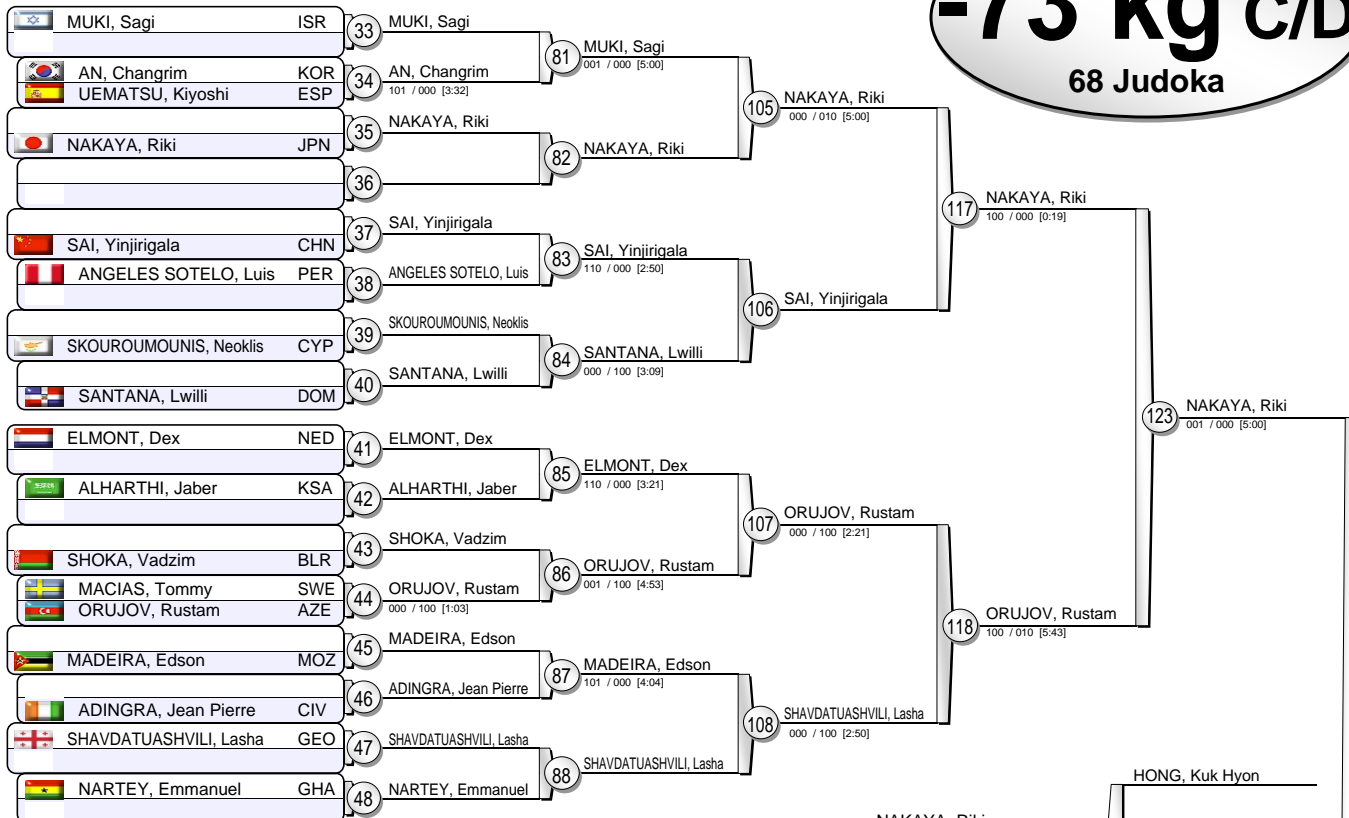 -73 kg C/D
68 Judoka
MUKI, Sagi ISR
AN, Changrim KOR
UEMATSU, Kiyoshi ESP
NAKAYA, Riki JPN
SAI, Yinjirigala CHN
ANGELES SOTELO, Luis PER
SKOUROUMOUNIS, Neoklis CYP
SANTANA, Lwilli DOM
ELMONT, Dex NED
ALHARTHI, Jaber KSA
SHOKA, Vadzim BLR
MACIAS, Tommy SWE
ORUJOV, Rustam AZE
MADEIRA, Edson MOZ
ADINGRA, Jean Pierre CIV
SHAVDATUASHVILI, Lasha GEO
NARTEY, Emmanuel GHA
33 MUKI, Sagi
34 AN, Changrim
101 / 000 [3:32]
35 NAKAYA, Riki
36
37 SAI, Yinjirigala
38 ANGELES SOTELO, Luis
39 SKOUROUMOUNIS, Neoklis
40 SANTANA, Lwilli
41 ELMONT, Dex
42 ALHARTHI, Jaber
43 SHOKA, Vadzim
44 ORUJOV, Rustam
000 / 100 [1:03]
45 MADEIRA, Edson
46 ADINGRA, Jean Pierre
47 SHAVDATUASHVILI, Lasha
48 NARTEY, Emmanuel
81 MUKI, Sagi
001 / 000 [5:00]
82 NAKAYA, Riki
83 SAI, Yinjirigala
110 / 000 [2:50]
84 SANTANA, Lwilli
000 / 100 [3:09]
85 ELMONT, Dex
110 / 000 [3:21]
86 ORUJOV, Rustam
001 / 100 [4:53]
87 MADEIRA, Edson
101 / 000 [4:04]
88 SHAVDATUASHVILI, Lasha
105 NAKAYA, Riki
000 / 010 [5:00]
106 SAI, Yinjirigala
107 ORUJOV, Rustam
000 / 100 [2:21]
108 SHAVDATUASHVILI, Lasha
000 / 100 [2:50]
117 NAKAYA, Riki
100 / 000 [0:19]
118 ORUJOV, Rustam
100 / 010 [5:43]
123 NAKAYA, Riki
001 / 000 [5:00]
HONG, Kuk Hyon
NAKAYA, Riki